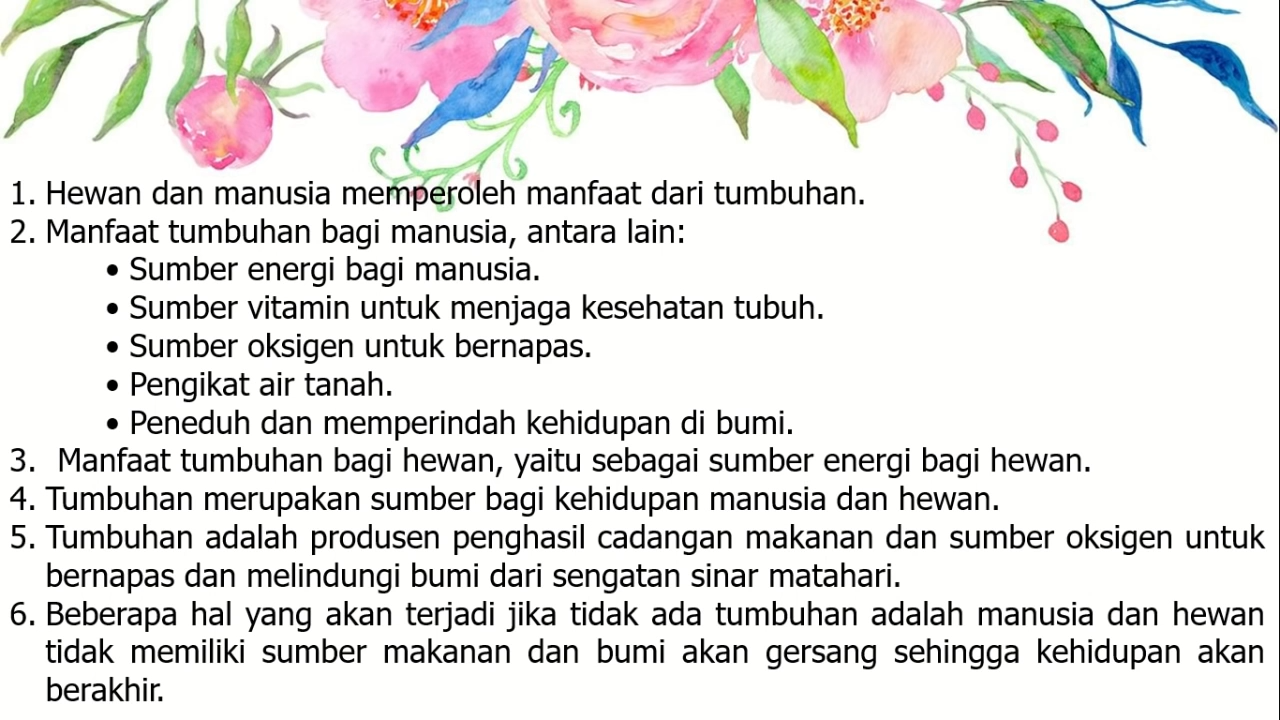 1. Hewan dan manusia memperoleh manfaat dari tumbuhan.
2. Manfaat tumbuhan bagi manusia, antara lain:
• Sumber energi bagi manusia.
• Sumber vitamin untuk menjaga kesehatan tubuh.
• Sumber oksigen untuk bernapas.
• Pengikat air tanah.
• Peneduh dan memperindah kehidupan di bumi.
3. Manfaat tumbuhan bagi hewan, yaitu sebagai sumber energi bagi hewan.
4. Tumbuhan merupakan sumber bagi kehidupan manusia dan hewan.
5. Tumbuhan adalah produsen penghasil cadangan makanan dan sumber oksigen untuk
bernapas dan melindungi bumi dari sengatan sinar matahari.
6. Beberapa hal yang akan terjadi jika tidak ada tumbuhan adalah manusia dan hewan
tidak memiliki sumber makanan dan bumi akan gersang sehingga kehidupan akan
berakhir.